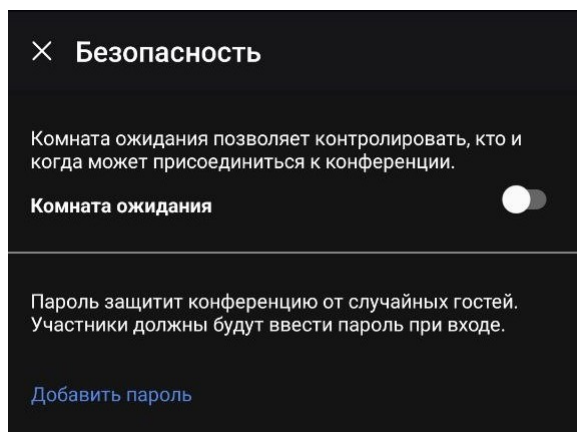 Безопасность
Комната ожидания позволяет контролировать, кто и
когда может присоединиться к конференции.
Комната ожидания
Пароль защитит конференцию от случайных гостей.
Участники должны будут ввести пароль при входе.
Добавить пароль